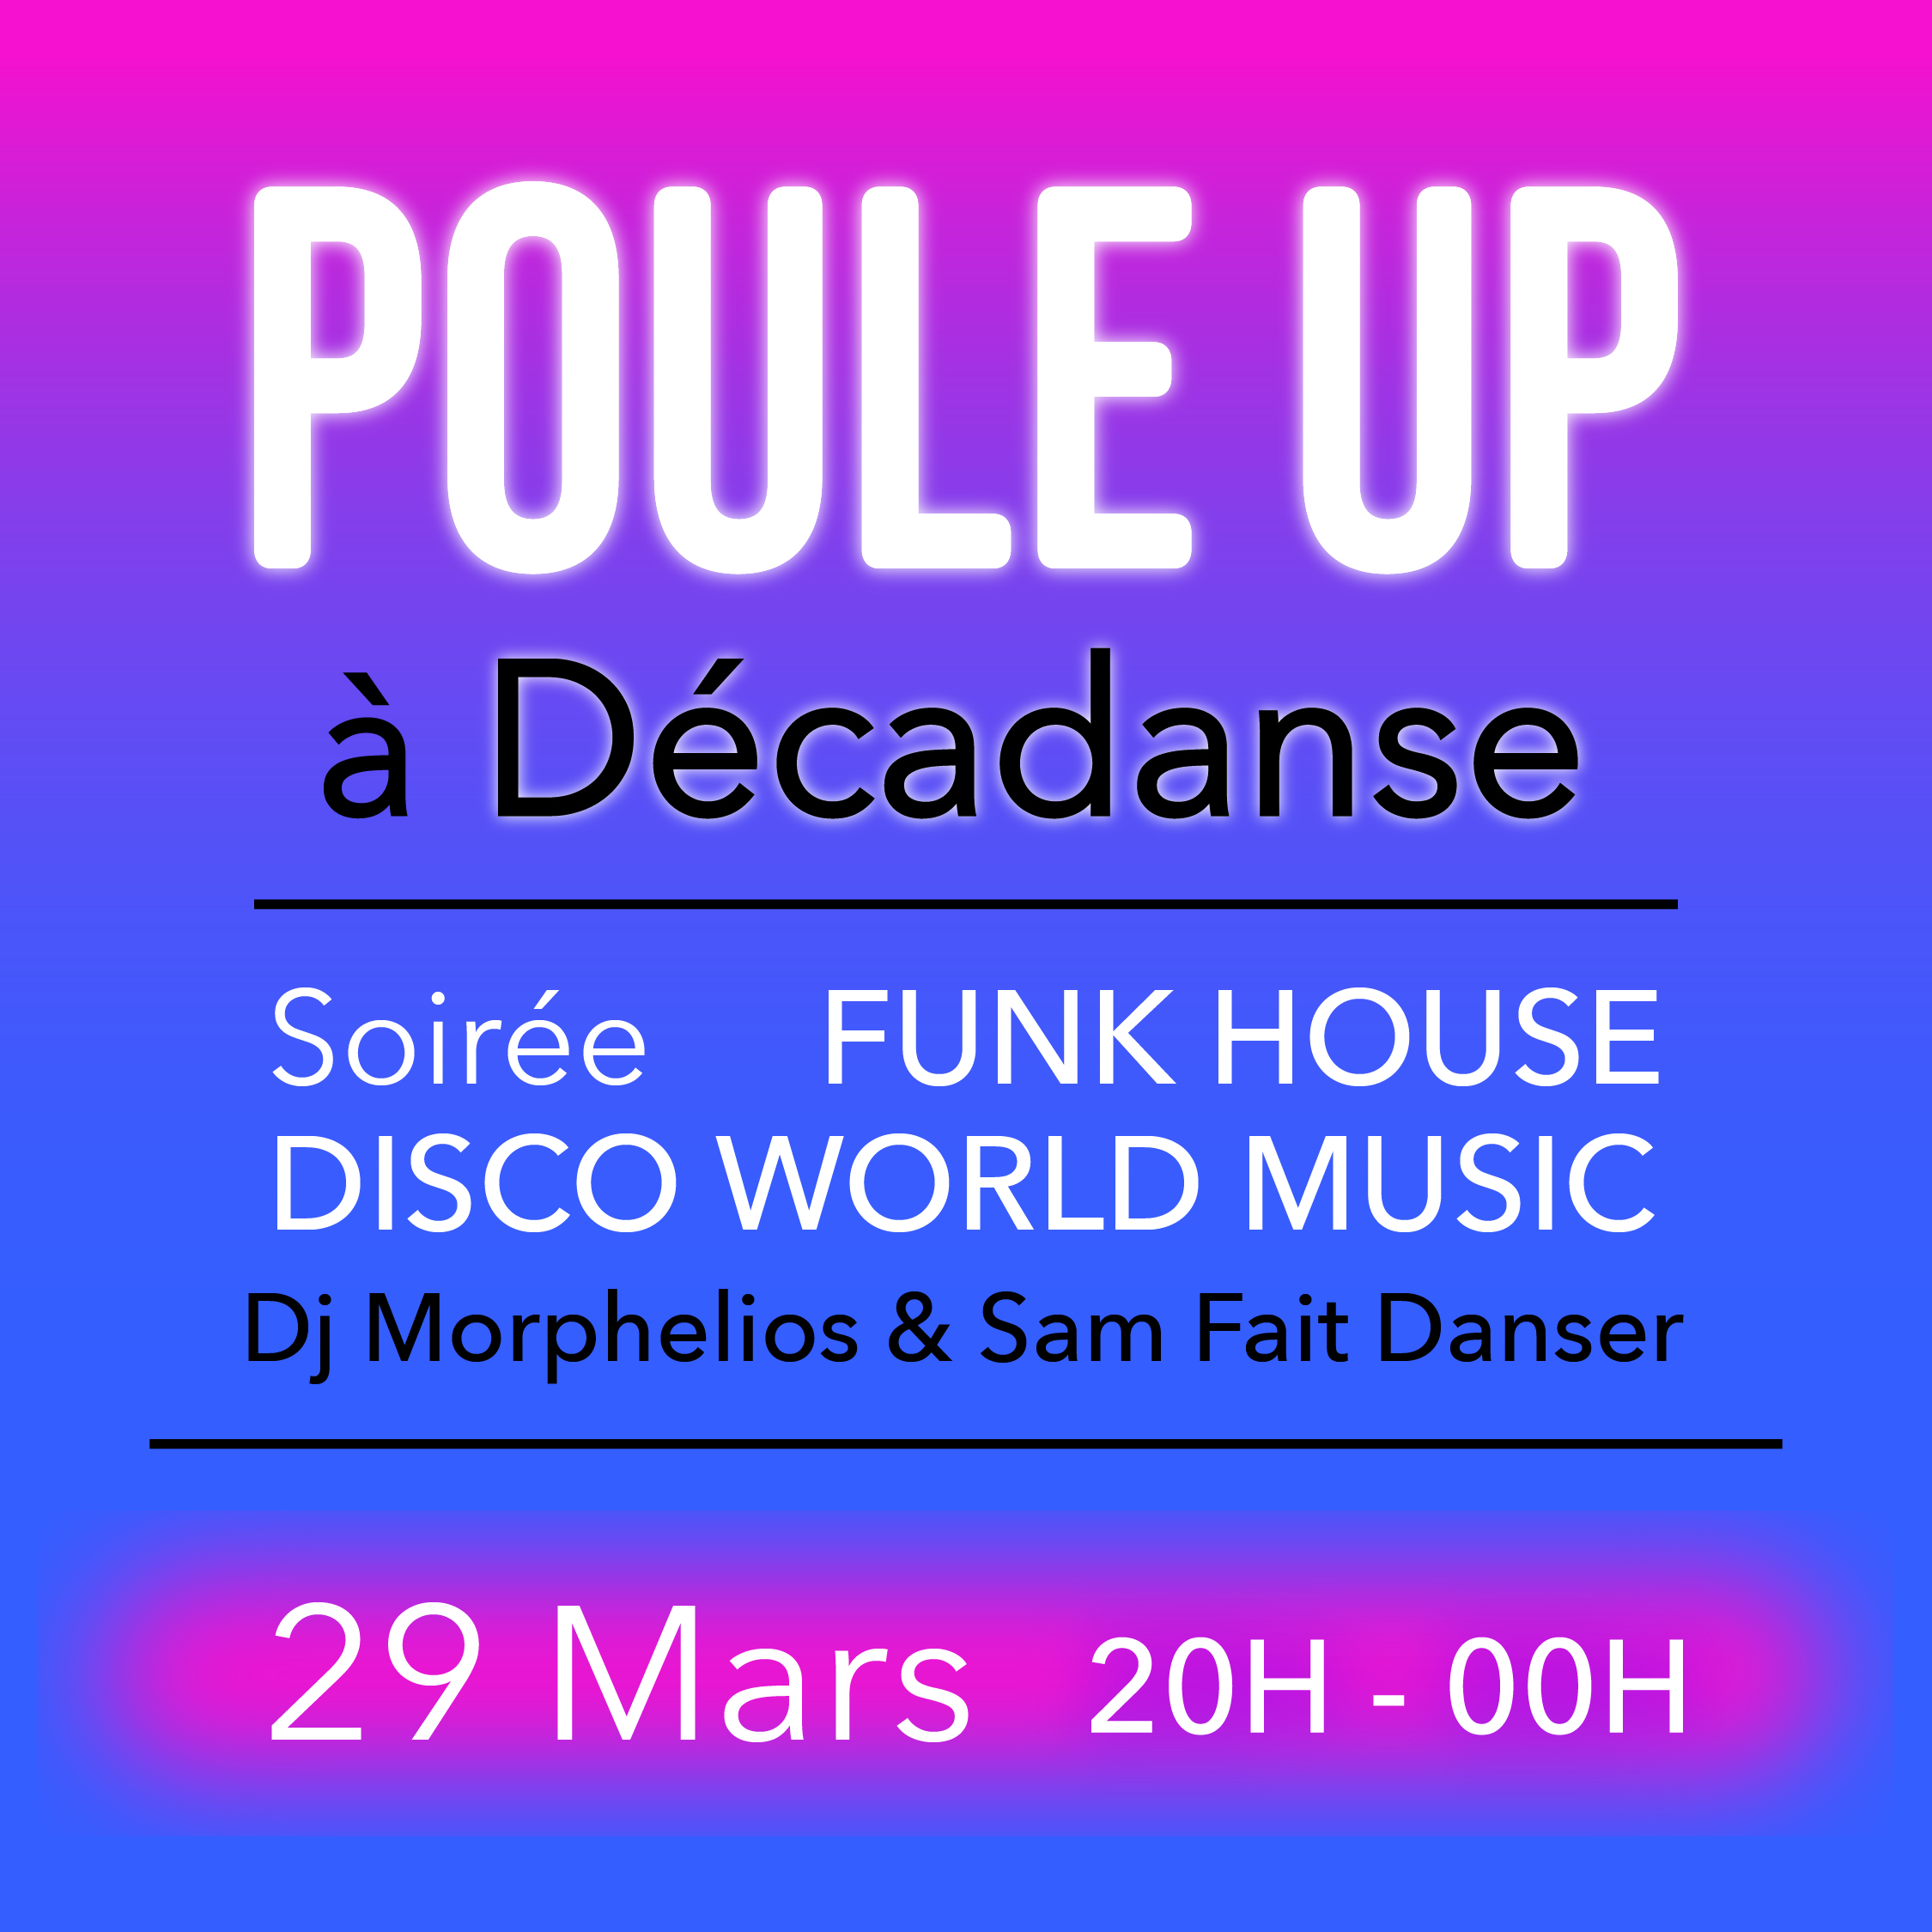 POULE UP
à Décadanse
Soirée FUNK HOUSE
DISCO WORLD MUSIC
Dj Morphelios & Sam Fait Danser
29 Mars 20H - 00H